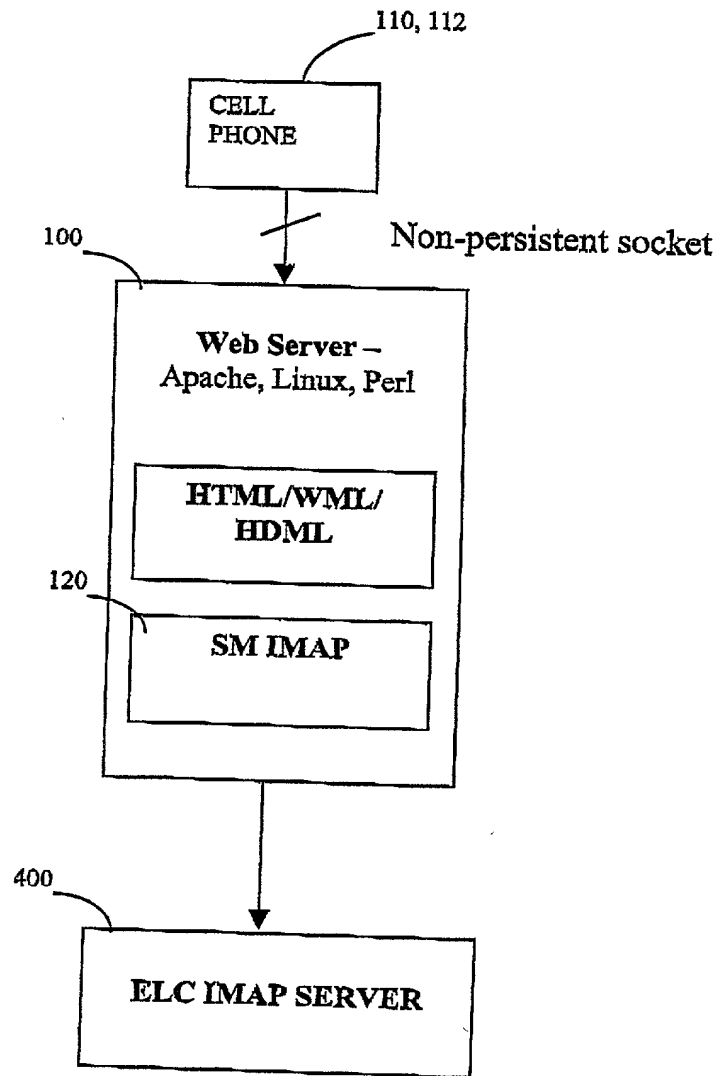 110, 112
CELL
PHONE
Non-persistent socket
100
Web Server –
Apache, Linux, Perl
HTML/WML/
HDML
120
SM IMAP
400
ELC IMAP SERVER